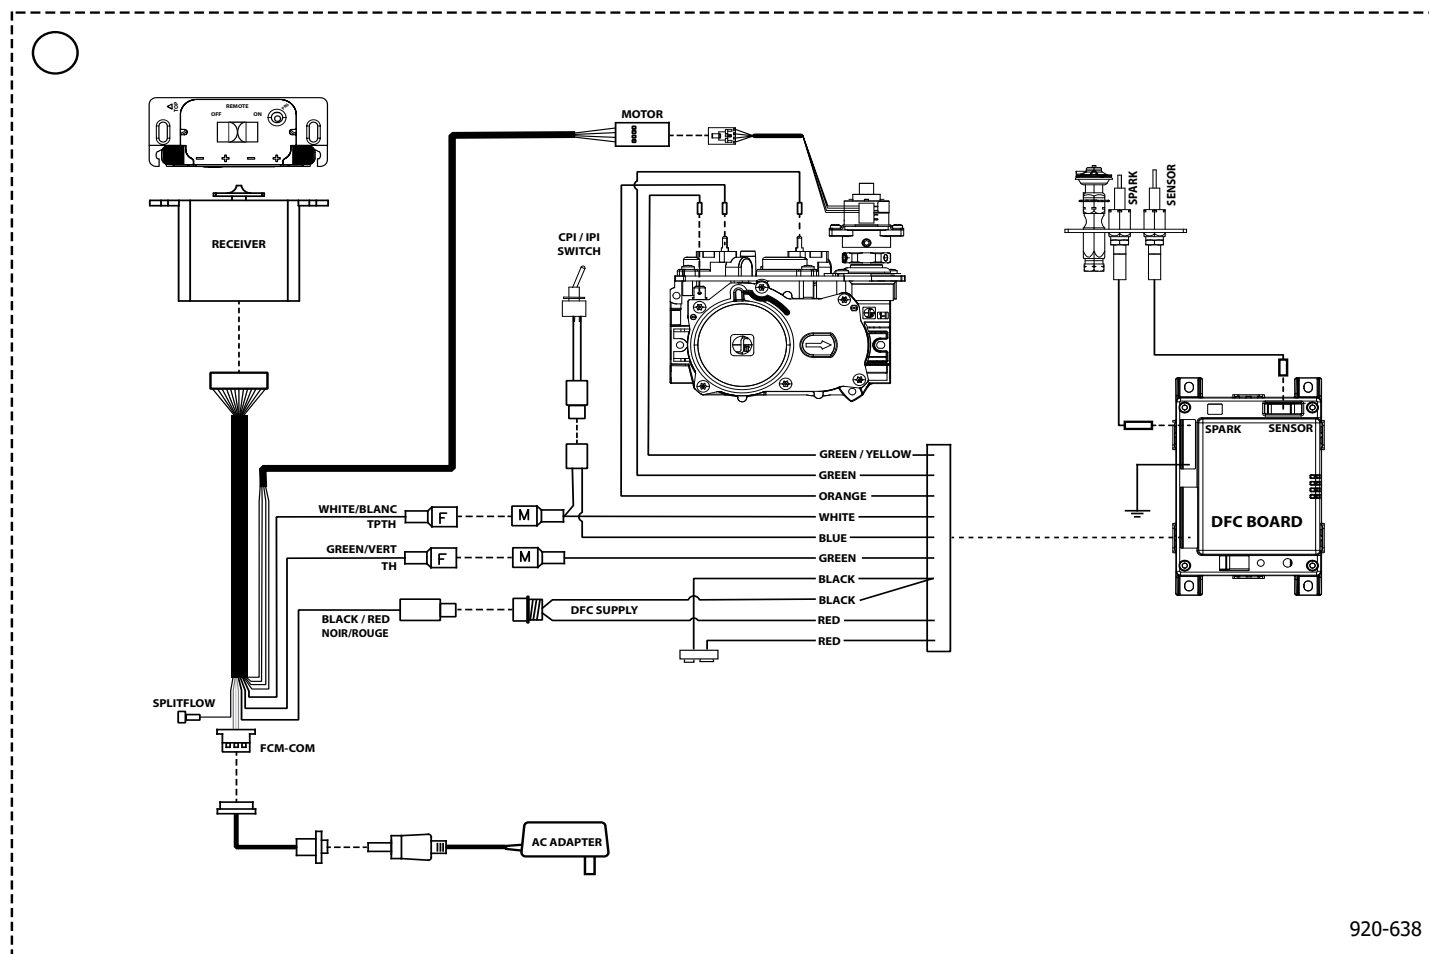 REMOTE
OFF
ON
TOP
RECEIVER
MOTOR
CPI / IPI
SWITCH
SPARK
SENSOR
SPARK
SENSOR
DFC BOARD
GREEN / YELLOW
GREEN
ORANGE
WHITE
BLUE
GREEN
BLACK
BLACK
RED
RED
WHITE/BLANC
TPTH
F
M
GREEN/VERT
TH
F
M
BLACK / RED
NOIR/ROUGE
DFC SUPPLY
SPLITFLOW
FCM-COM
AC ADAPTER
920-638